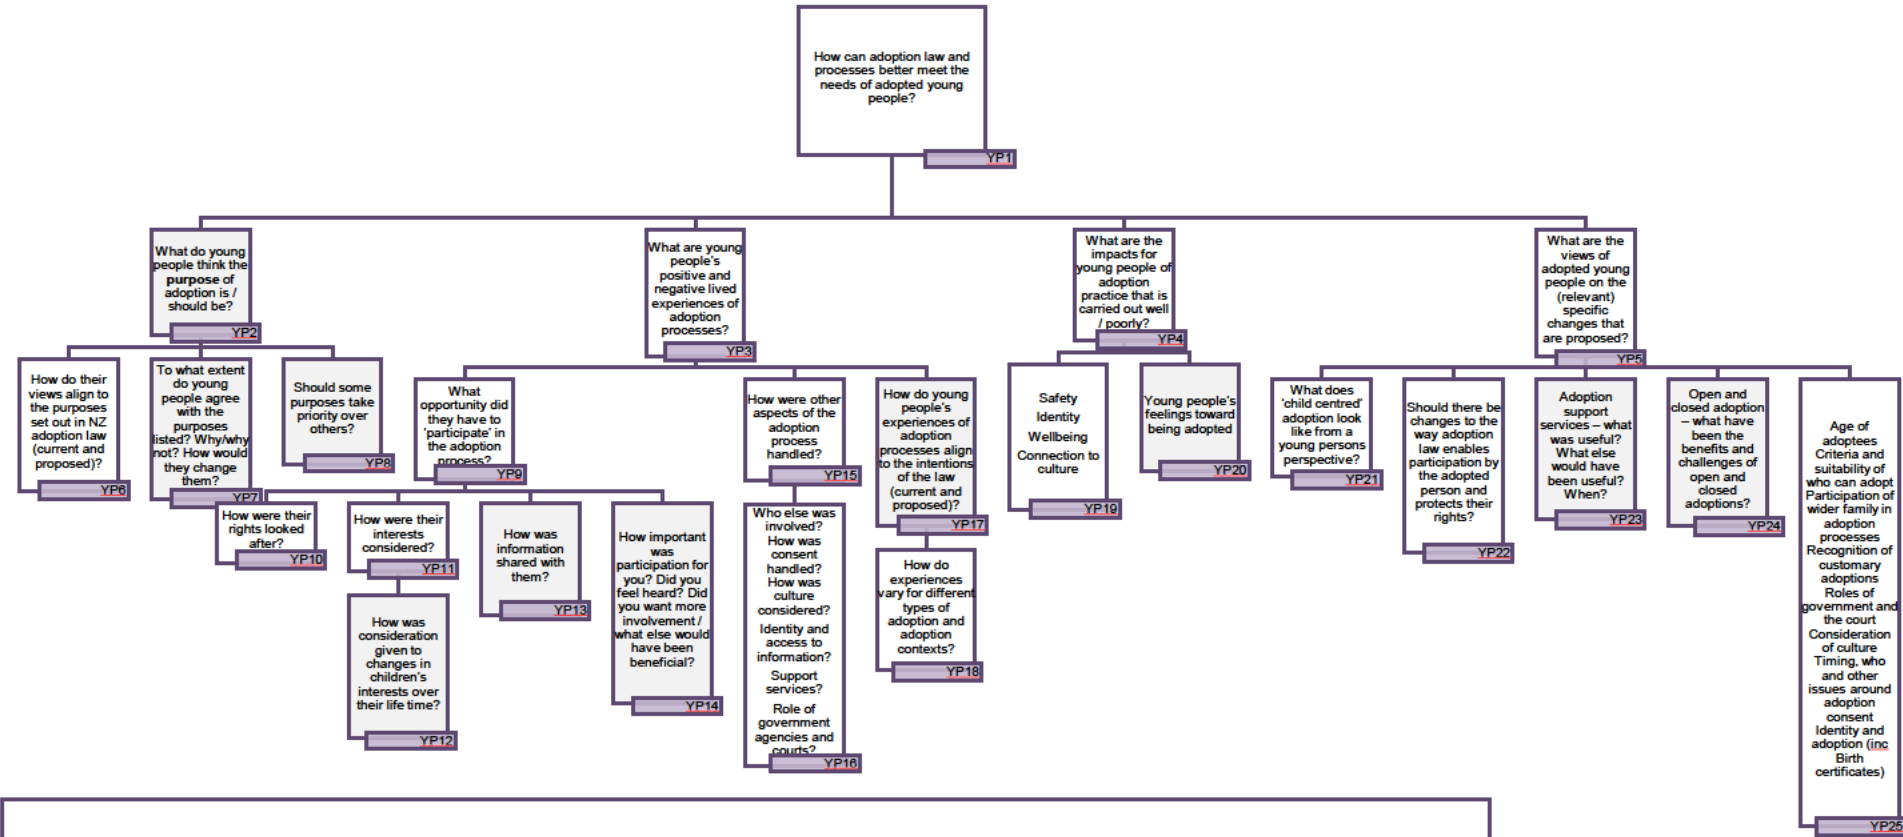 How can adoption law and
processes better meet the
needs of adopted young
people?
YP1
What do young
people think the
purpose of
adoption is /
should be?
YP2
What are young
people's
positive and
negative lived
experiences of
adoption
processes?
YP3
What are the
impacts for
young people of
adoption
practice that is
carried out well
/ poorly?
YP4
What are the
views of
adopted young
people on the
(relevant)
specific
changes that
are proposed?
YP5
How do their
views align to
the purposes
set out in NZ
adoption law
(current and
proposed)?
YP6
To what extent
do young
people agree
with the
purposes
listed? Why/why
not? How would
they change
them?
YP7
Should some
purposes take
priority over
others?
YP8
What
opportunity did
they have to
'participate' in
the adoption
process?
YP9
How were their
rights looked
after?
YP10
How were their
interests
considered?
YP11
How was
consideration
given to
changes in
children's
interests over
their life time?
YP12
How was
information
shared with
them?
YP13
How important
was
participation for
you? Did you
feel heard? Did
you want more
involvement /
what else would
have been
beneficial?
YP14
How were other
aspects of the
adoption
process
handled?
YP15
Who else was
involved?
How was
consent
handled?
How was
culture
considered?
Identity and
access to
information?
Support
services?
Role of
government
agencies and
courts?
YP16
How do young
people's
experiences of
adoption
processes align
to the intentions
of the law
(current and
proposed)?
YP17
How do
experiences
vary for different
types of
adoption and
adoption
contexts?
YP18
Safety
Identity
Wellbeing
Connection to
culture
YP19
Young people's
feelings toward
being adopted
YP20
What does
'child centred'
adoption look
like from a
young persons
perspective?
YP21
Should there be
changes to the
way adoption
law enables
participation by
the adopted
person and
protects their
rights?
YP22
Adoption
support
services – what
was useful?
What else
would have
been useful?
When?
YP23
Open and
closed adoption
– what have
been the
benefits and
challenges of
open and
closed
adoptions?
YP24
Age of
adoptees
Criteria and
suitability of
who can adopt
Participation of
wider family in
adoption
processes
Recognition of
customary
adoptions
Roles of
government and
the court
Consideration
of culture
Timing, who
and other
issues around
adoption
consent
Identity and
adoption (inc
Birth
certificates)
YP25